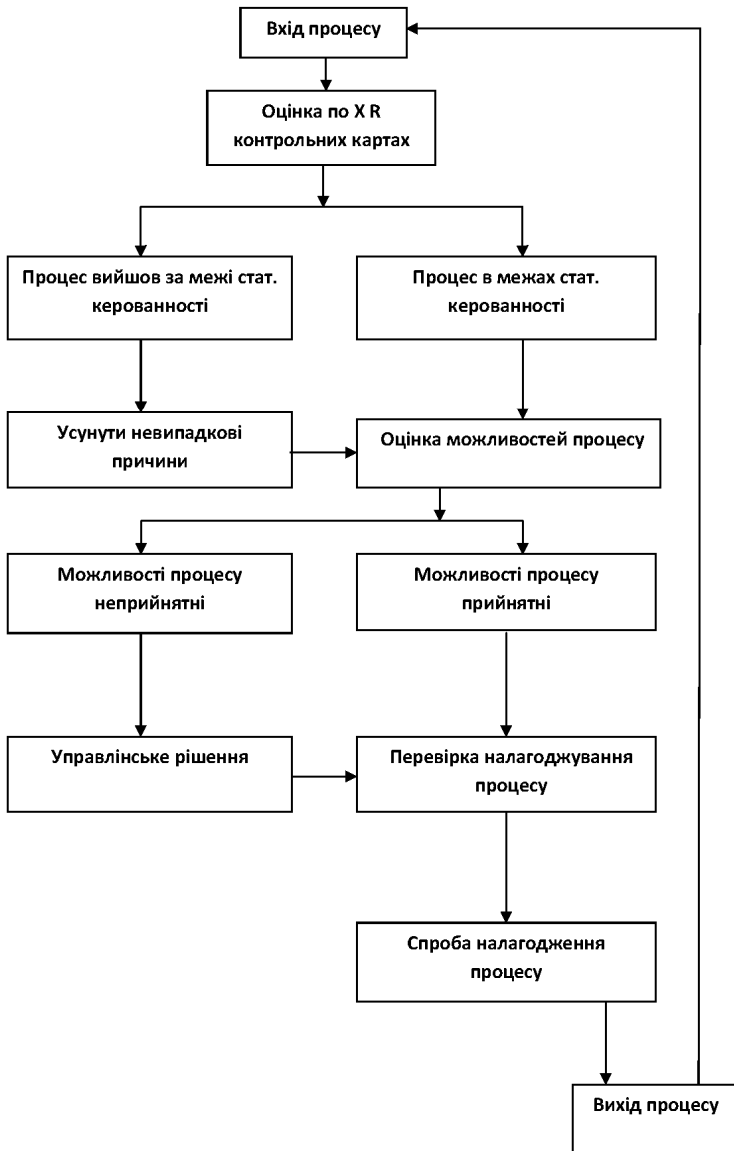 Вхід процесу
Оцінка по X R
контрольних картах
Процес вийшов за межі стат.
керованності
Процес в межах стат.
керованності
Усунути невипадкові
причини
Оцінка можливостей процесу
Можливості процесу
неприйнятні
Можливості процесу
прийнятні
Управлінське рішення
Перевірка налагоджування
процесу
Спроба налагодження
процесу
Вихід процесу